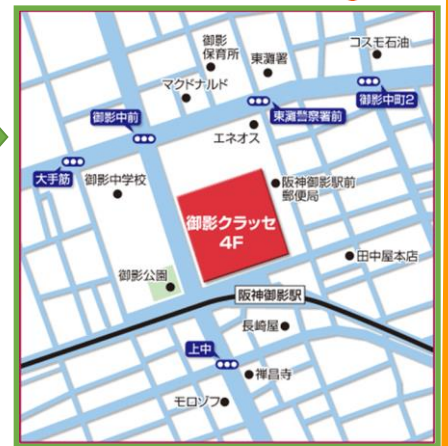 御影
保育所
東灘署
コスモ石油
マクドナルド
御影中町2
御影中前
東灘警察署前
エネオス
大手筋
御影中学校
阪神御影駅前
郵便局
御影クラッセ
4F
田中屋本店
御影公園
阪神御影駅
長崎屋
上中
禅昌寺
モロゾフ